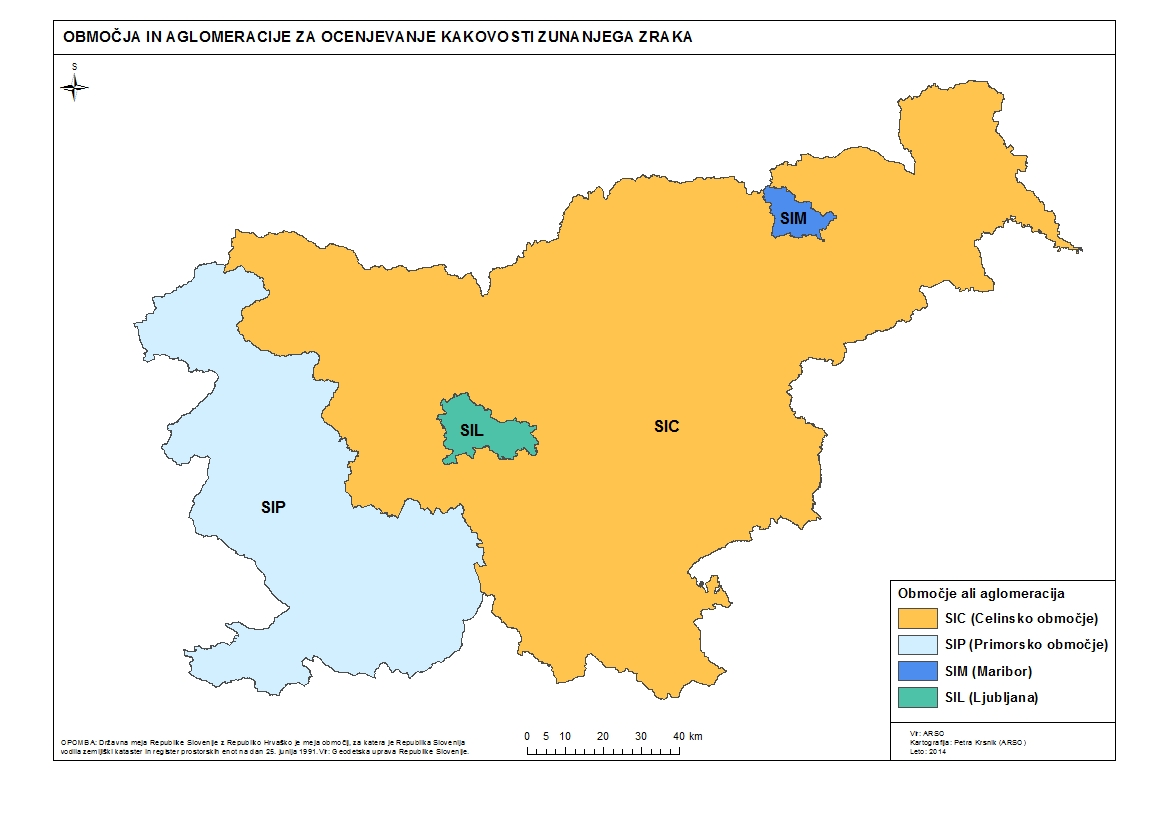 OBMOČJA IN AGLOMERACIJE ZA OCENJEVANJE KAKOVOSTI ZUNANJEGA ZRAKA
S
SIM
SIL
SIC
SIP
Območje ali aglomeracija
SIC (Celinsko območje)
SIP (Primorsko območje)
SIM (Maribor)
SIL (Ljubljana)
OPOMBA: Državna meja Republike Slovenije z Republiko Hrvaško je meja območij, za katera je Republika Slovenija
vodila zemljiški kataster in register prostorskih enot na dan 25. junija 1991. Vir: Geodetska uprava Republike Slovenije.
0 5 10 20 30 40 km
Vir: ARSO
Kartografija: Petra Krsnik (ARSO)
Leto: 2014